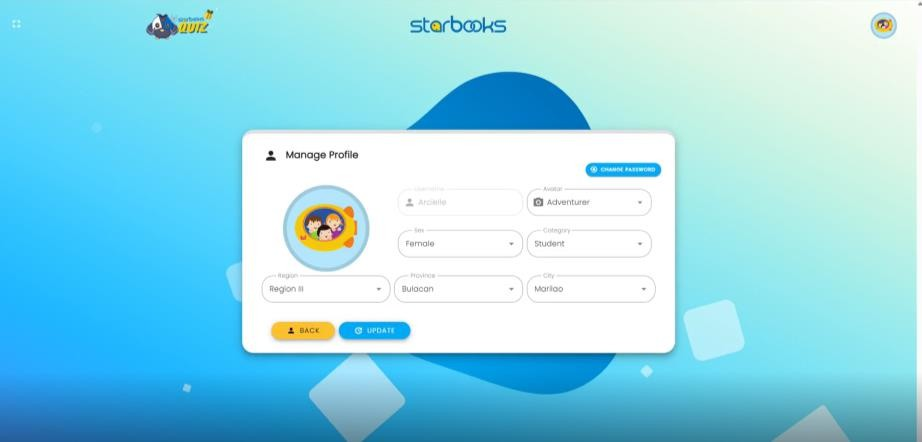 starbooks
QUIZ
starbooks
Manage Profile
CHANGE PASSWORD
Username
Arcielle
Avatar
Adventurer
Sex
Female
Category
Student
Region
Region III
Province
Bulacan
City
Marilao
BACK
UPDATE